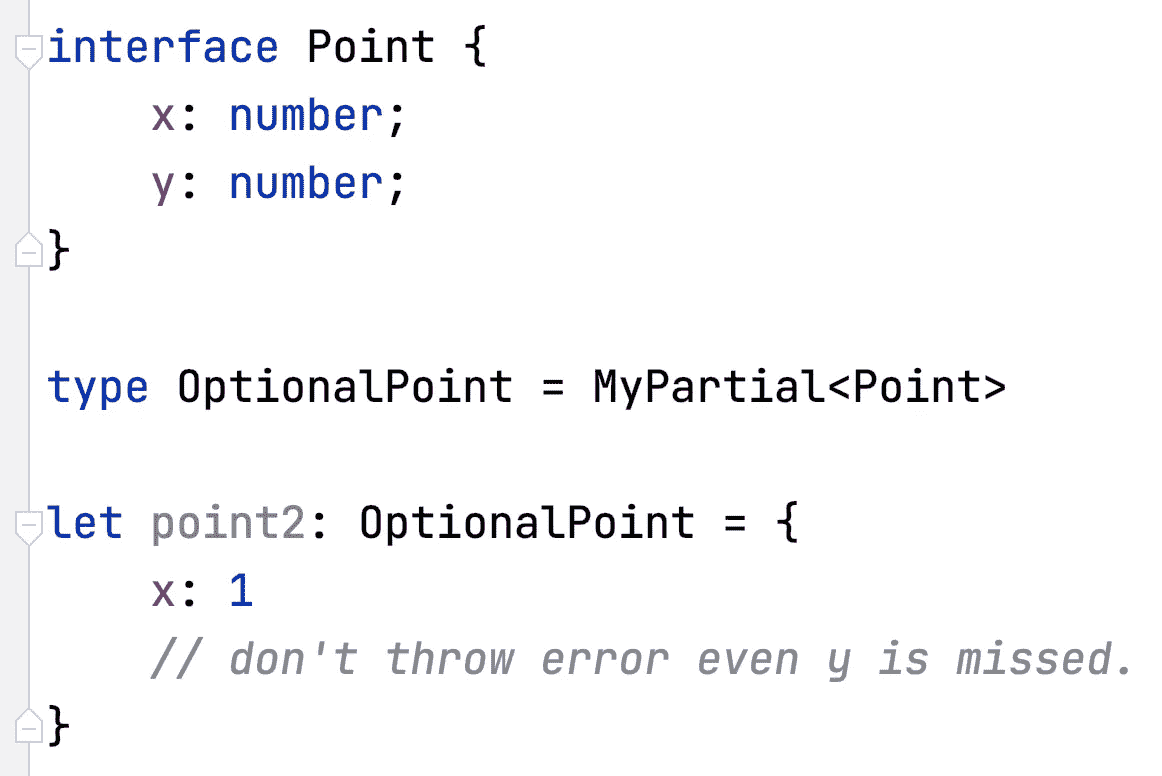 interface Point {
    x: number;
    y: number;
}
type OptionalPoint = MyPartial<Point>
let point2: OptionalPoint = {
    x: 1
    // don't throw error even y is missed.
}